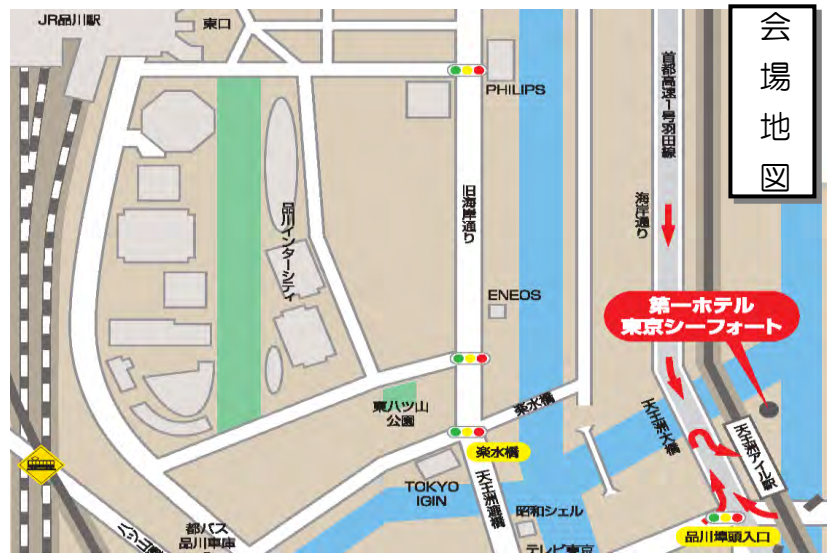 会場地図
JR品川駅
東口
PHILIPS
首都高速1号羽田線
旧海岸通り
海岸通り
品川インターシティ
ENEOS
第一ホテル
東京シーフォート
東八ツ山
公園
楽水橋
天王洲大橋
天王洲アイル駅
楽水橋
TOKYO
IGIN
都バス
品川車庫
昭和シェル
テレビ東京
品川埠頭入口